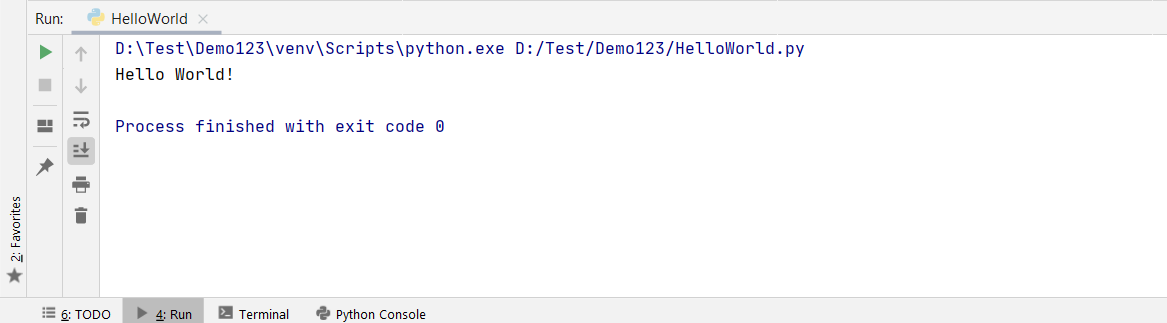 Run: HelloWorld
D:\Test\Demo123\venv\Scripts\python.exe D:/Test/Demo123/HelloWorld.py
Hello World!
Process finished with exit code 0
2: Favorites
6: TODO 4: Run Terminal Python Console